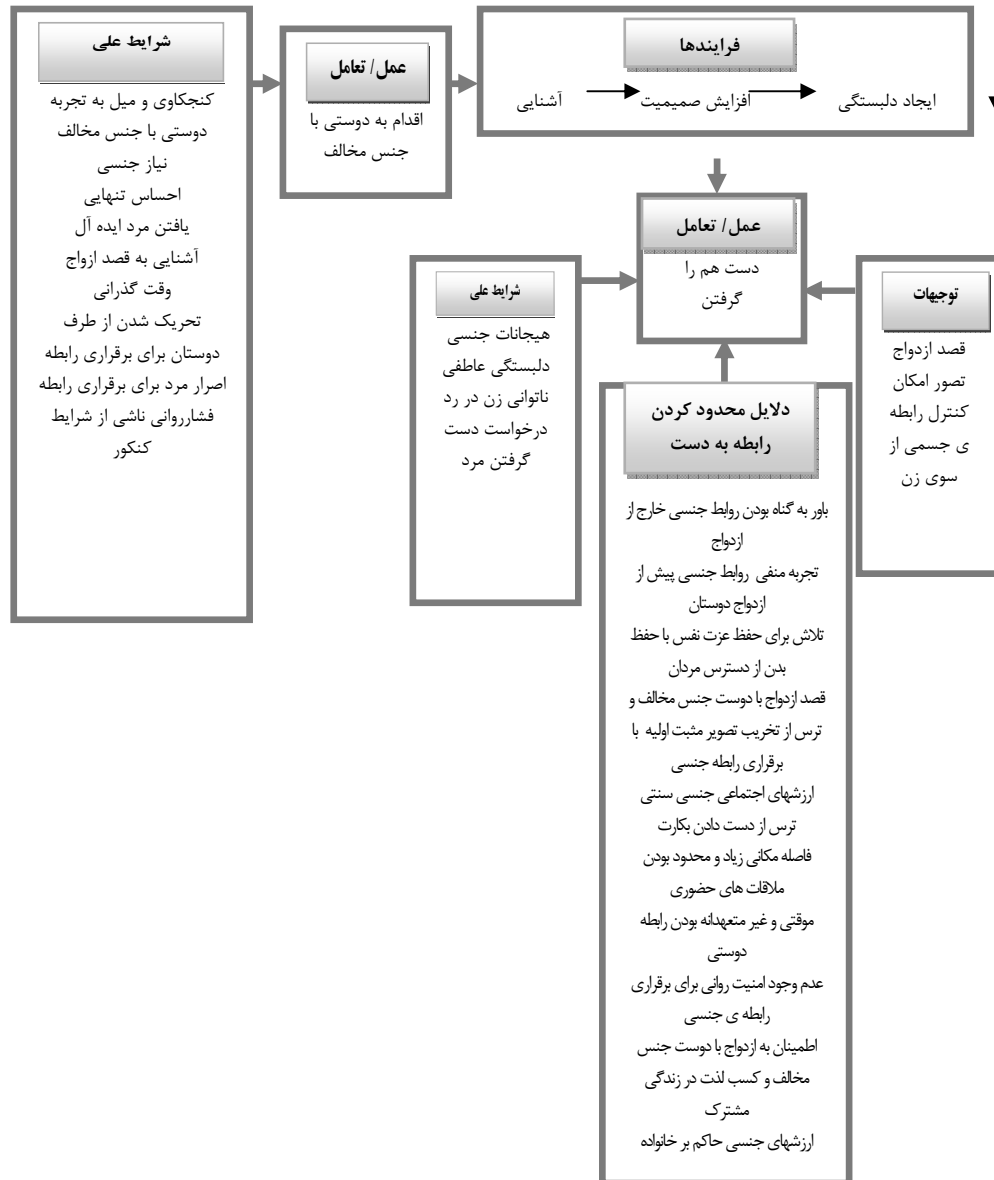 شرایط علی
کنجکاوی و میل به تجربه
دوستی با جنس مخالف
نیاز جنسی
احساس تنهایی
یافتن مرد ایده آل
آشنایی به قصد ازواج
وقت گذرانی
تحریک شدن از طرف
دوستان برای برقراری رابطه
اصرار مرد برای برقراری رابطه
فشارروانی ناشی از شرایط
کنکور
عمل/ تعامل
اقدام به دوستی با
جنس مخالف
فرایندها
آشنایی افزایش صمیمیت ایجاد دلبستگی
عمل/ تعامل
دست هم را
گرفتن
شرایط علی
هیجانات جنسی
دلبستگی عاطفی
ناتوانی زن در رد
درخواست دست
گرفتن مرد
توجیهات
قصد ازدواج
تصور امکان
کنترل رابطه
ی جسمی از
سوی زن
دلایل محدود کردن
رابطه به دست
باور به گناه بودن روابط جنسی خارج از
ازدواج
تجربه منفی روابط جنسی پیش از
ازدواج دوستان
تلاش برای حفظ عزت نفس با حفظ
بدن از دسترس مردان
قصد ازدواج با دوست جنس مخالف و
ترس از تخریب تصویر مثبت اولیه با
برقراری رابطه جنسی
ارزشهای اجتماعی جنسی سنتی
ترس از دست دادن بکارت
فاصله مکانی زیاد و محدود بودن
ملاقات های حضوری
موقتی و غیر متعهدانه بودن رابطه
دوستی
عدم وجود امنیت روانی برای برقراری
رابطه ی جنسی
اطمینان به ازدواج با دوست جنس
مخالف و کسب لذت در زندگی
مشترک
ارزشهای جنسی حاکم بر خانواده